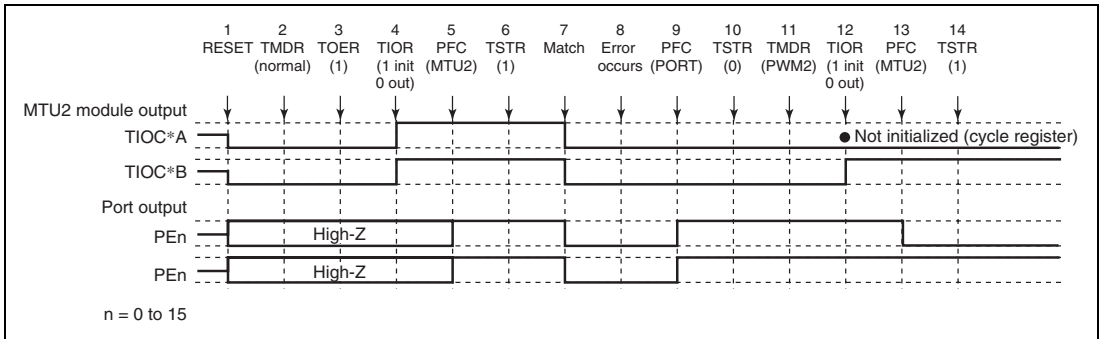 1 2 3 4 5 6 7 8 9 10 11 12 13 14
RESET TMDR TOER TIOR PFC TSTR Match Error PFC TSTR TMDR TIOR PFC TSTR
(normal) (1) (1 init (MTU2) (1) occurs (PORT) (0) (PWM2) (1 init (MTU2) (1)
0 out) 0 out)
MTU2 module output
TIOC*A
● Not initialized (cycle register)
TIOC*B
Port output
PEn
High-Z
PEn
High-Z
n = 0 to 15